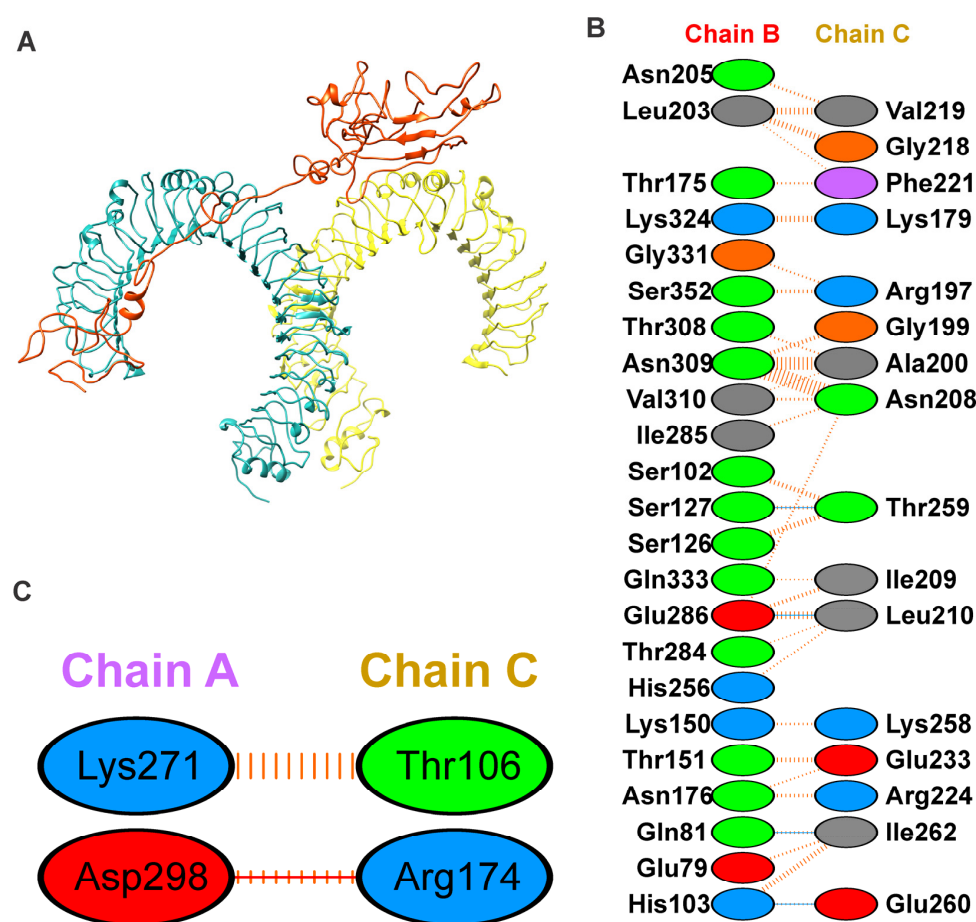 A
B
Chain B Chain C
Asn205
Leu203 Val219
Gly218
Thr175 Phe221
Lys324 Lys179
Gly331
Ser352 Arg197
Thr308 Gly199
Asn309 Ala200
Val310 Asn208
Ile285
Ser102
Ser127 Thr259
Ser126
Gln333 Ile209
Glu286 Leu210
Thr284
His256
Lys150 Lys258
Thr151 Glu233
Asn176 Arg224
Gln81 Ile262
Glu79
His103 Glu260
C
Chain A Chain C
Lys271 Thr106
Asp298 Arg174